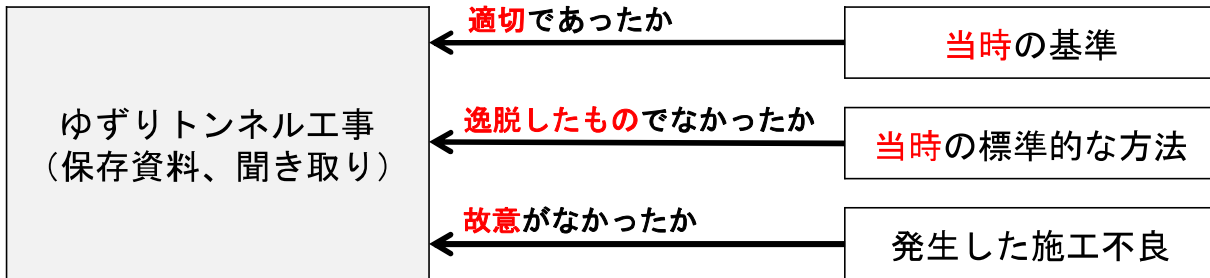 ゆずりトンネル工事
（保存資料、聞き取り）
適切であったか
当時の基準
逸脱したものでなかったか
当時の標準的な方法
故意がなかったか
発生した施工不良